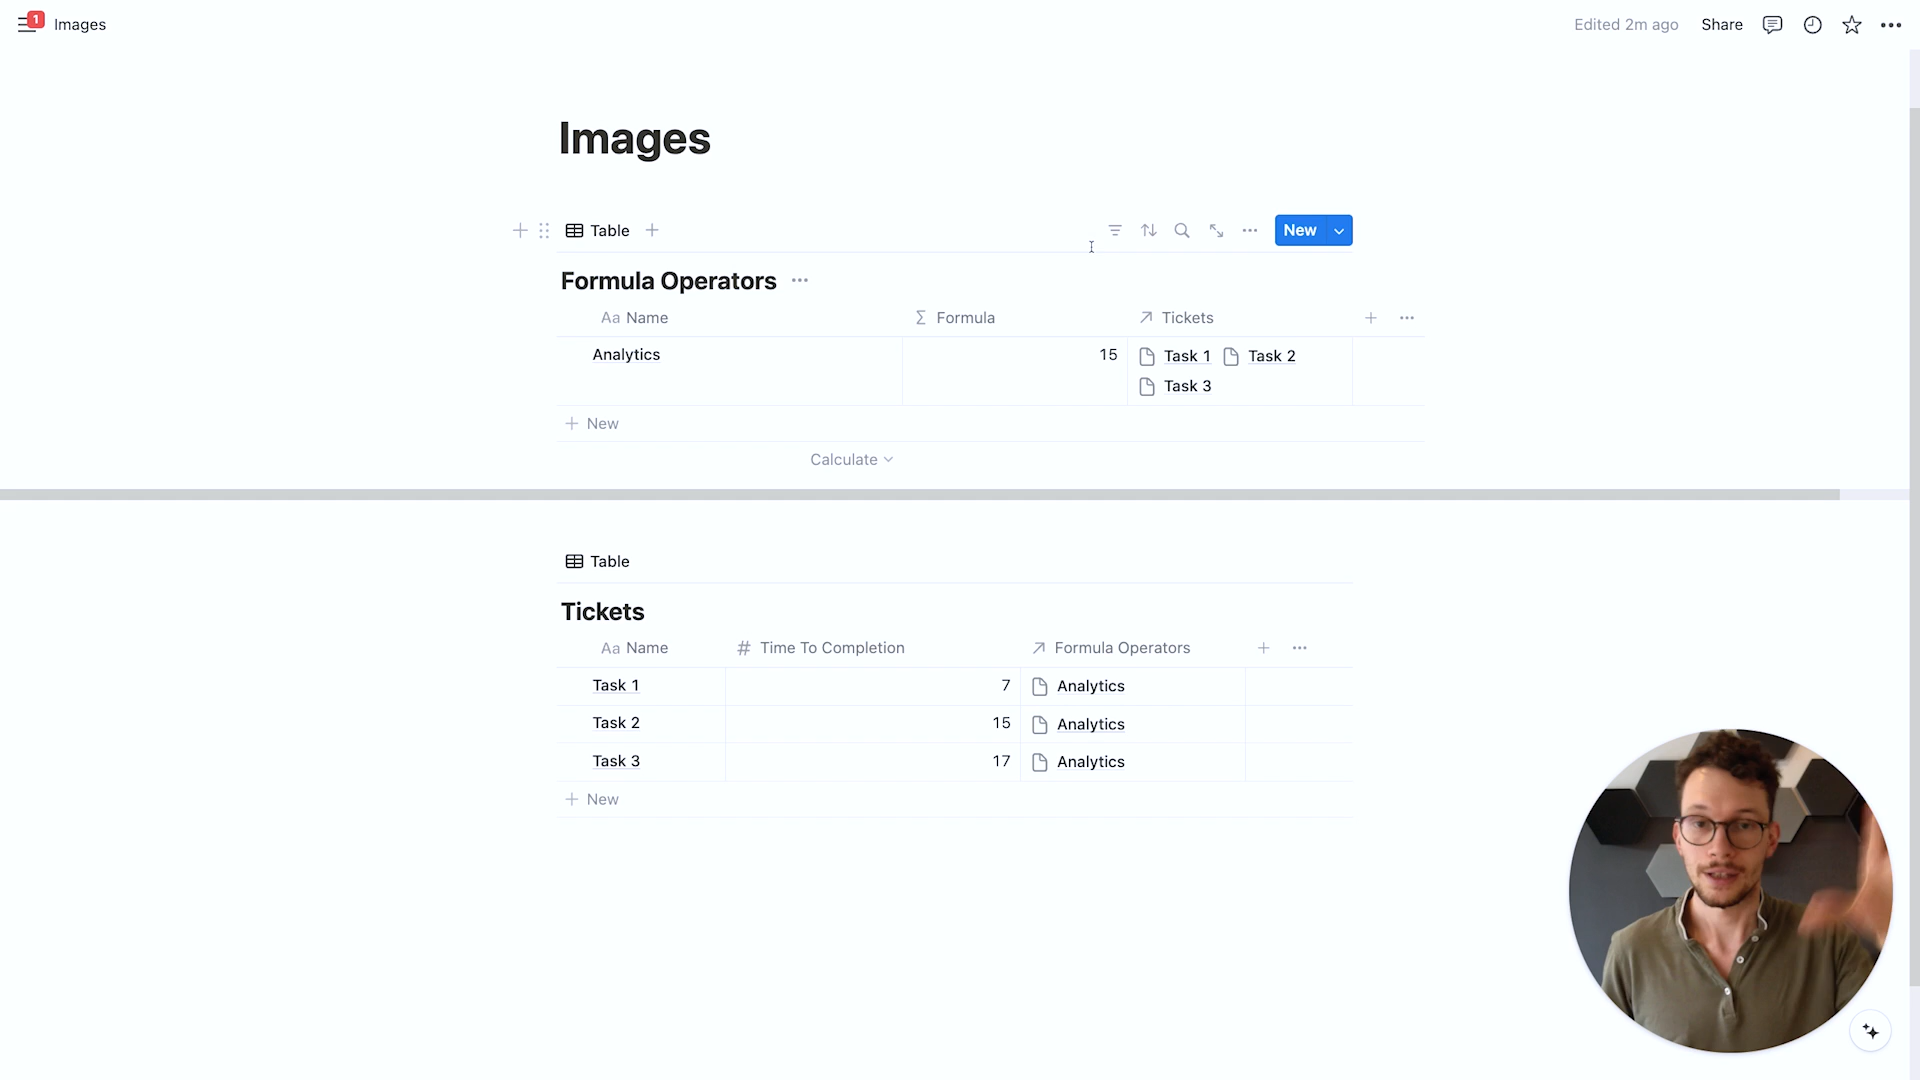 1 Images Edited 2m ago Share
Images
Table New
Formula Operators
Aa Name Formula Tickets
Analytics 15 Task 1 Task 2
Task 3
New
Calculate
Table
Tickets
Aa Name # Time To Completion Formula Operators
Task 1 7 Analytics
Task 2 15 Analytics
Task 3 17 Analytics
New